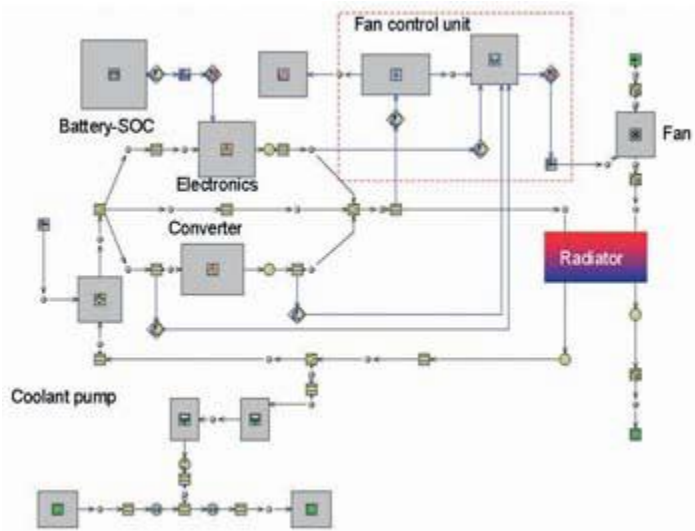 Fan control unit
Battery-SOC
Fan
Electronics
Converter
Radiator
Coolant pump